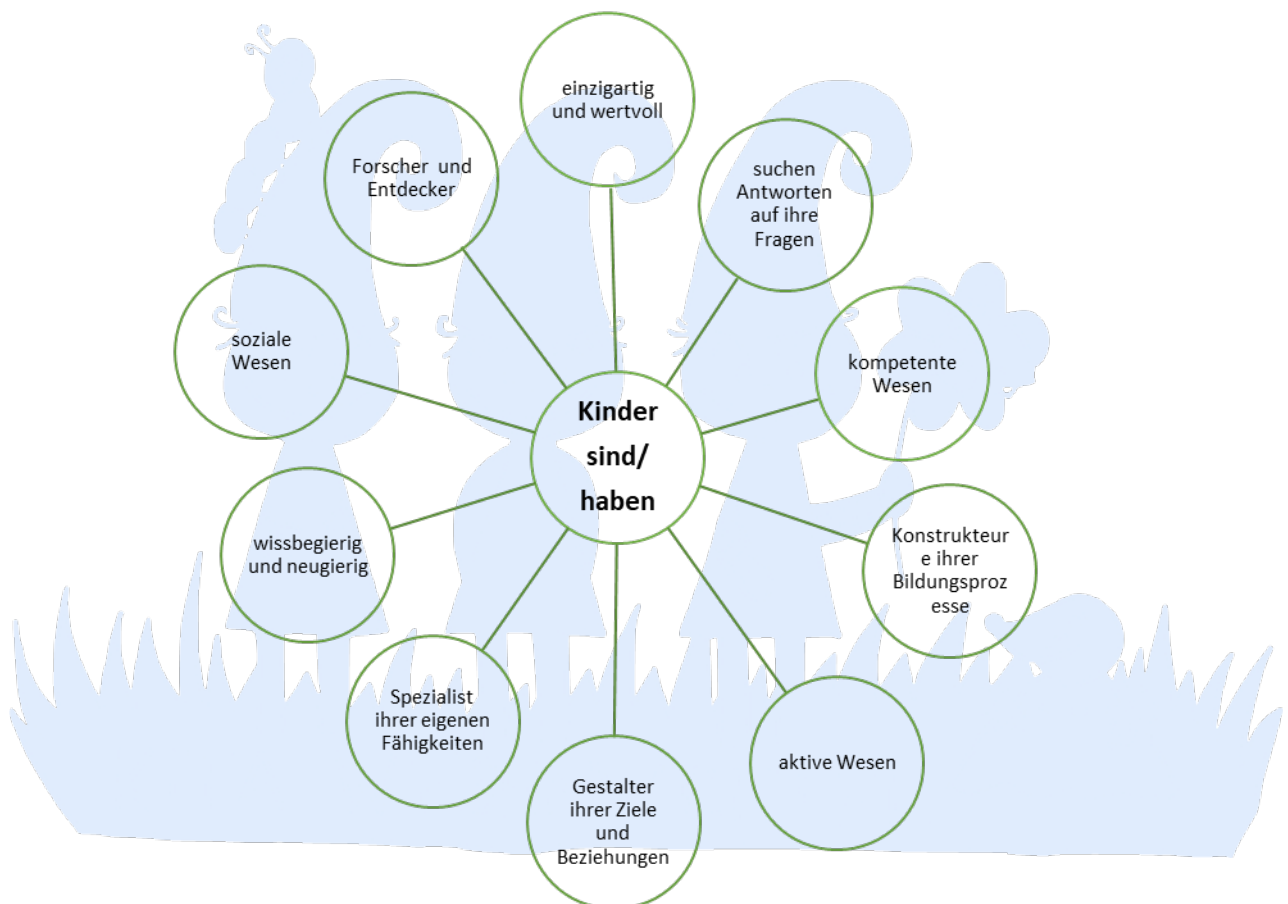 einzigartig
und wertvoll
suchen
Antworten
auf ihre
Fragen
kompetente
Wesen
Konstrukteur
e ihrer
Bildungsproz
esse
aktive Wesen
Gestalter
ihrer Ziele
und
Beziehungen
Spezialist
ihrer eigenen
Fähigkeiten
wissbegierig
und neugierig
soziale
Wesen
Forscher und
Entdecker
Kinder
sind/
haben